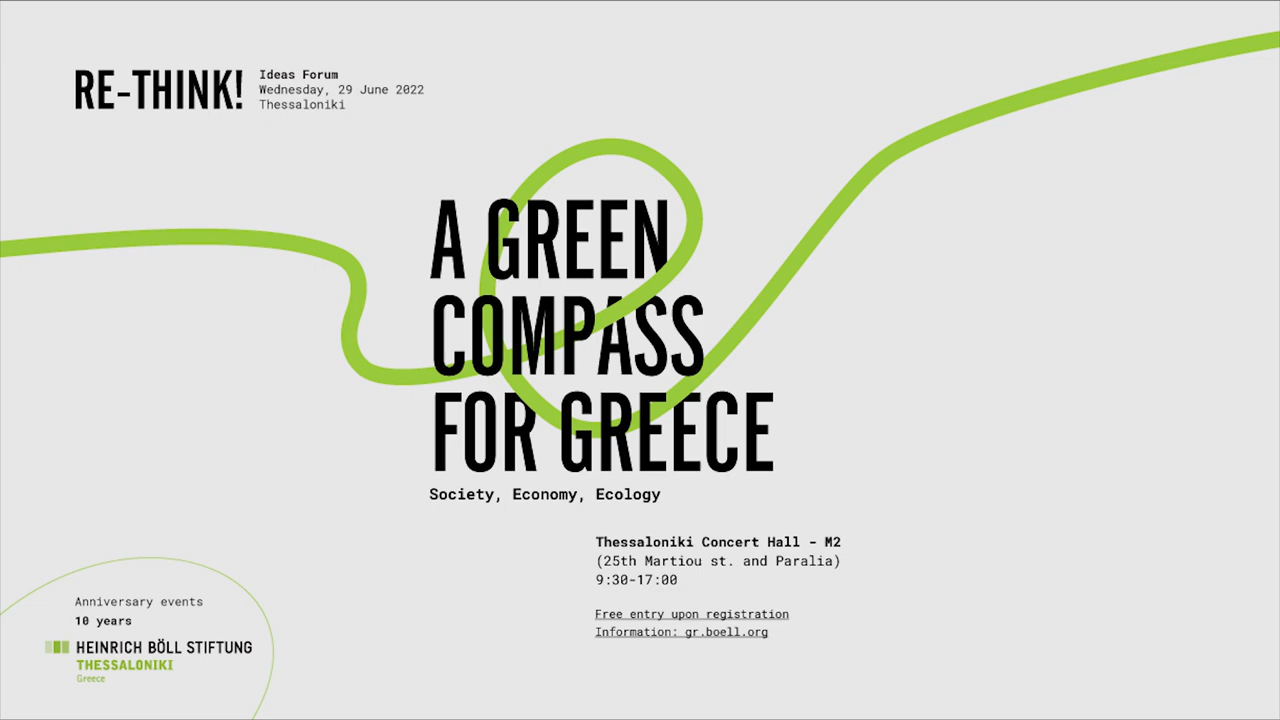 RE-THINK!
Ideas Forum
Wednesday, 29 June 2022
Thessaloniki
A GREEN
COMPASS
FOR GREECE
Society, Economy, Ecology
Thessaloniki Concert Hall – M2
(25th Martiou st. and Paralia)
9:30-17:00
Free entry upon registration
Information: gr.boell.org
Anniversary events
10 years
HEINRICH BÖLL STIFTUNG
THESSALONIKI
Greece